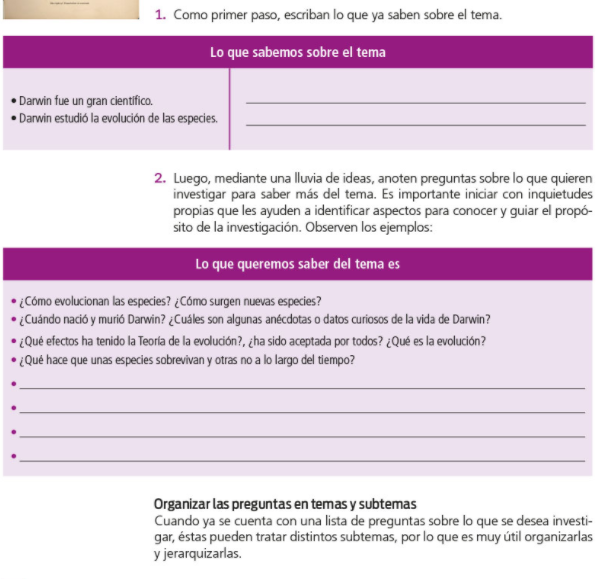 1. Como primer paso, escriban lo que ya saben sobre el tema.
Lo que sabemos sobre el tema
• Darwin fue un gran científico.
• Darwin estudió la evolución de las especies.
2. Luego, mediante una lluvia de ideas, anoten preguntas sobre lo que quieren
investigar para saber más del tema. Es importante iniciar con inquietudes
propias que les ayuden a identificar aspectos para conocer y guiar el propó-
sito de la investigación. Observen los ejemplos:
Lo que queremos saber del tema es
• ¿Cómo evolucionan las especies? ¿Cómo surgen nuevas especies?
• ¿Cuándo nació y murió Darwin? ¿Cuáles son algunas anécdotas o datos curiosos de la vida de Darwin?
• ¿Qué efectos ha tenido la Teoría de la evolución?, ¿ha sido aceptada por todos? ¿Qué es la evolución?
• ¿Qué hace que unas especies sobrevivan y otras no a lo largo del tiempo?
•
•
•
•
Organizar las preguntas en temas y subtemas
Cuando ya se cuenta con una lista de preguntas sobre lo que se desea investi-
gar, éstas pueden tratar distintos subtemas, por lo que es muy útil organizarlas
y jerarquizarlas.